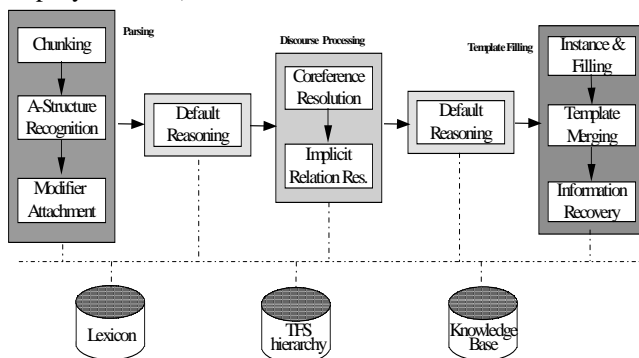 Parsing
Chunking
A-Structure
Recognition
Modifier
Attachment
Default
Reasoning
Discourse Processing
Coreference
Resolution
Implicit
Relation Res.
Default
Reasoning
Template Filling
Instance &
Filling
Template
Merging
Information
Recovery
Lexicon
TFS
hierarchy
Knowledge
Base